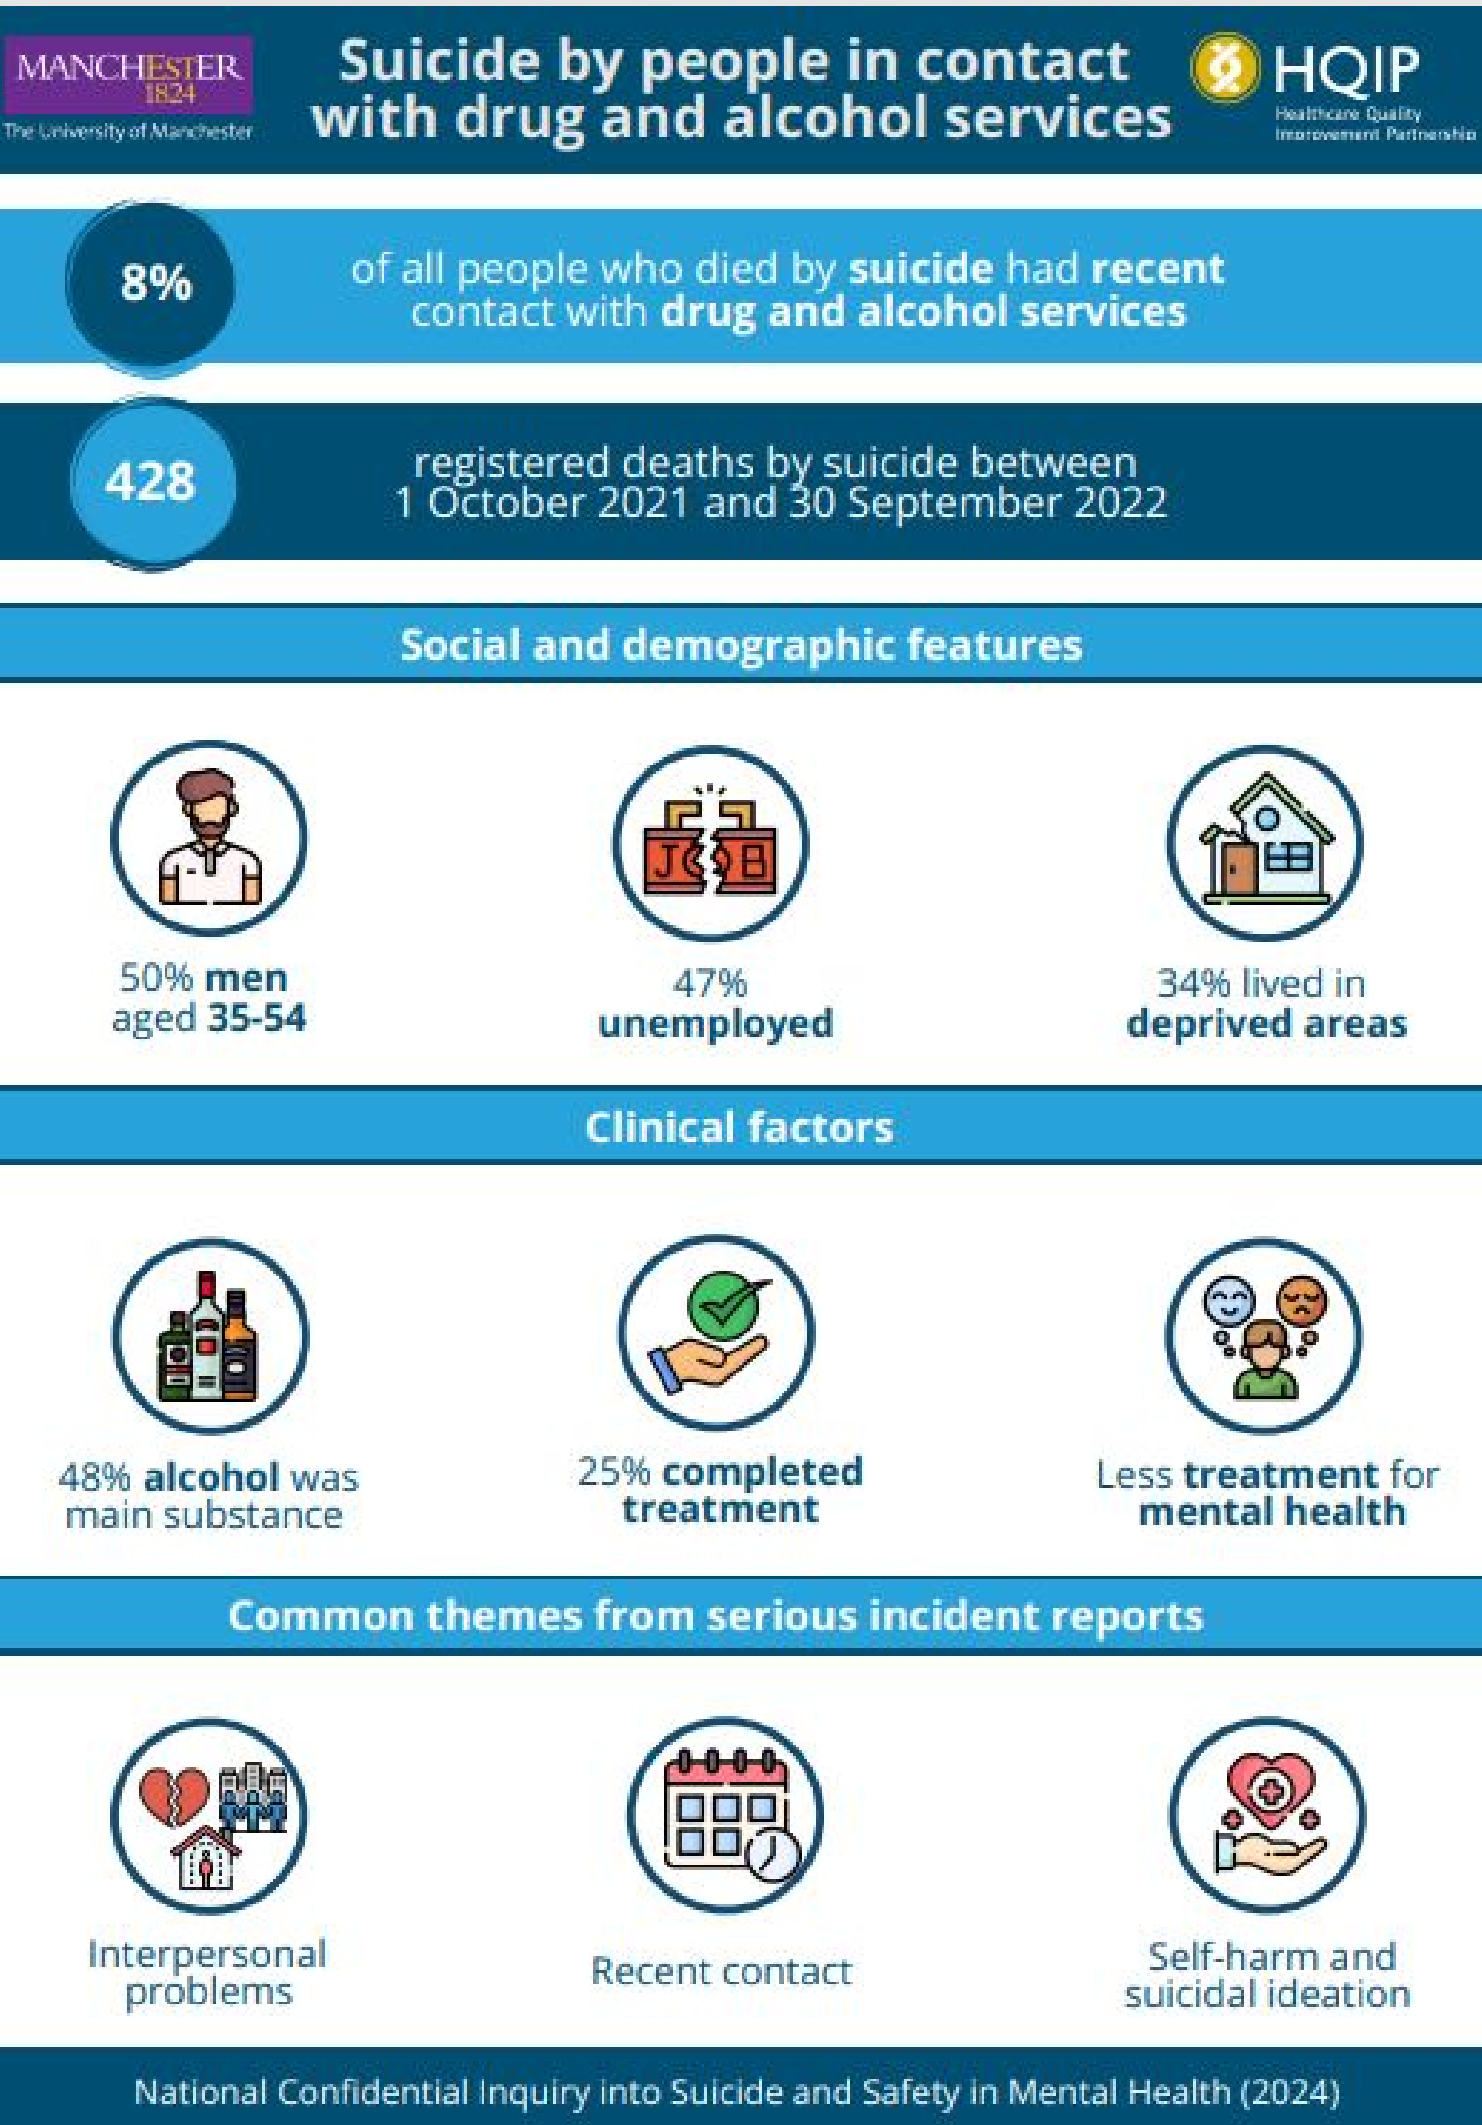 MANCHESTER
1824
The University of Manchester
Suicide by people in contact
with drug and alcohol services
HQIP
Healthcare Quality
Improvement Partnership
8%
of all people who died by suicide had recent
contact with drug and alcohol services
428
registered deaths by suicide between
1 October 2021 and 30 September 2022
Social and demographic features
JOB
50% men
aged 35-54
47%
unemployed
34% lived in
deprived areas
Clinical factors
48% alcohol was
main substance
25% completed
treatment
Less treatment for
mental health
Common themes from serious incident reports
Interpersonal
problems
Recent contact
Self-harm and
suicidal ideation
National Confidential Inquiry into Suicide and Safety in Mental Health (2024)